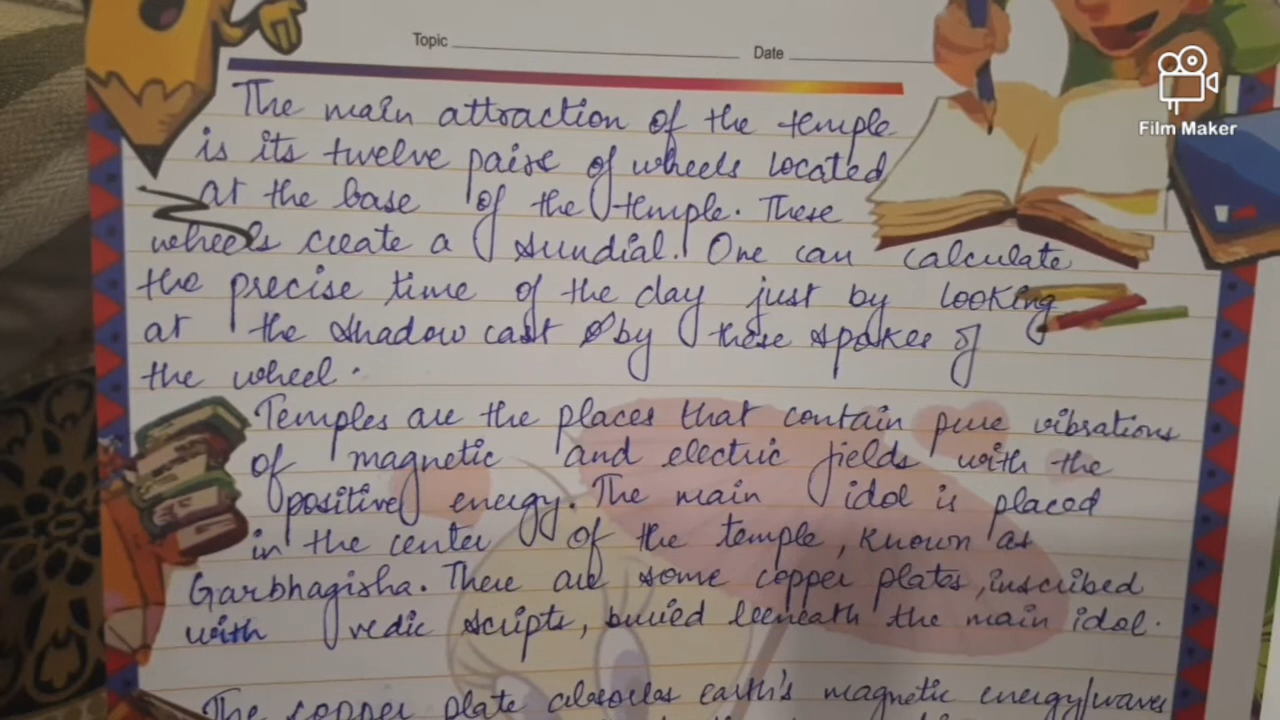 Topic Date
Film Maker
The main attraction of the temple
is its twelve pairs of wheels located
at the base of the temple. These
wheels create a sundial. One can calculate
the precise time of the day just by looking
at the shadow cast by these spokes of
the wheel.
Temples are the places that contain pure vibrations
of magnetic and electric fields with the
positive energy. The main idol is placed
in the center of the temple, known as
Garbhagisha. There are some copper plates, inscribed
with vedic scripts, buried beneath the main idol.
The copper plate absorbs earth's magnetic energy/waves